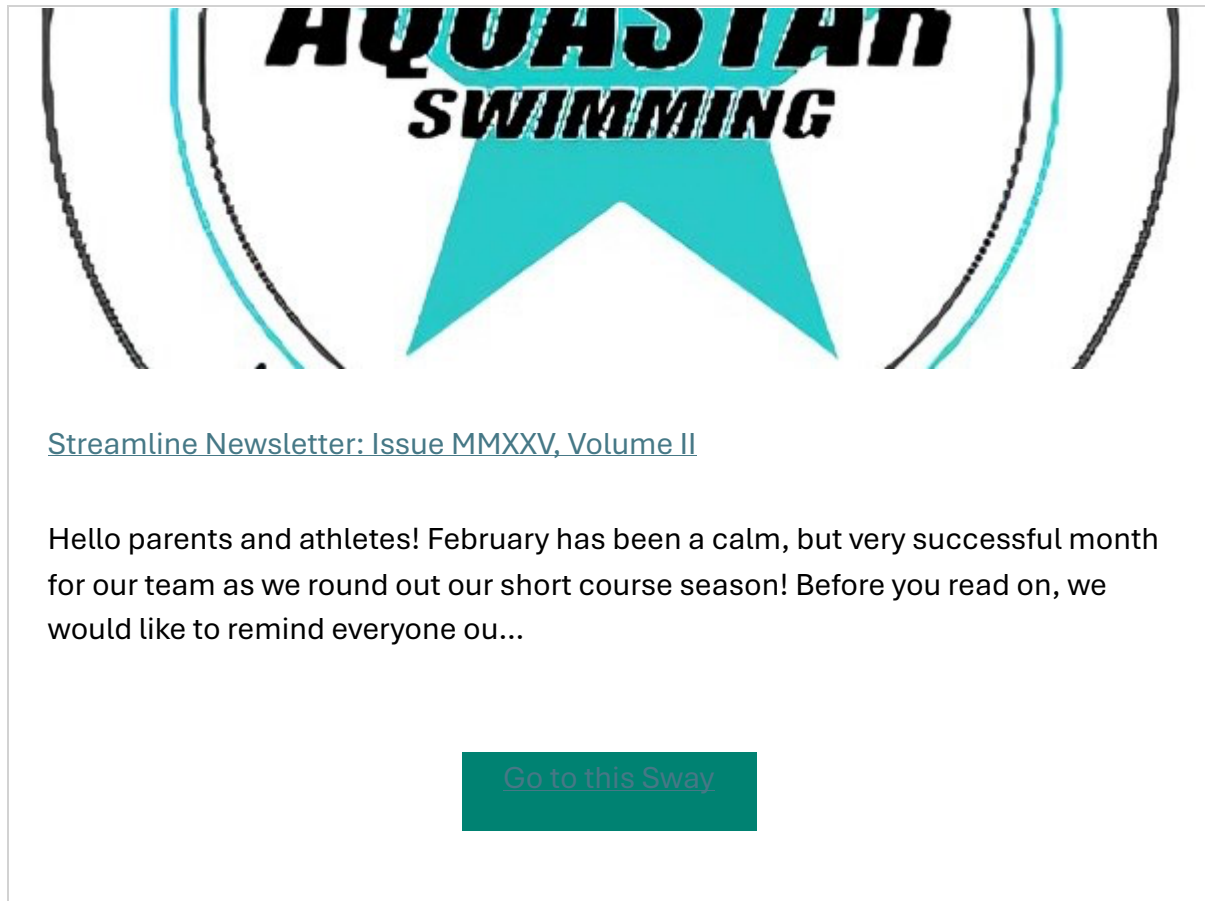 AQUASTAR
SWIMMING
Streamline Newsletter: Issue MMXXV, Volume II
Hello parents and athletes! February has been a calm, but very successful month
for our team as we round out our short course season! Before you read on, we
would like to remind everyone ou...
Go to this Sway